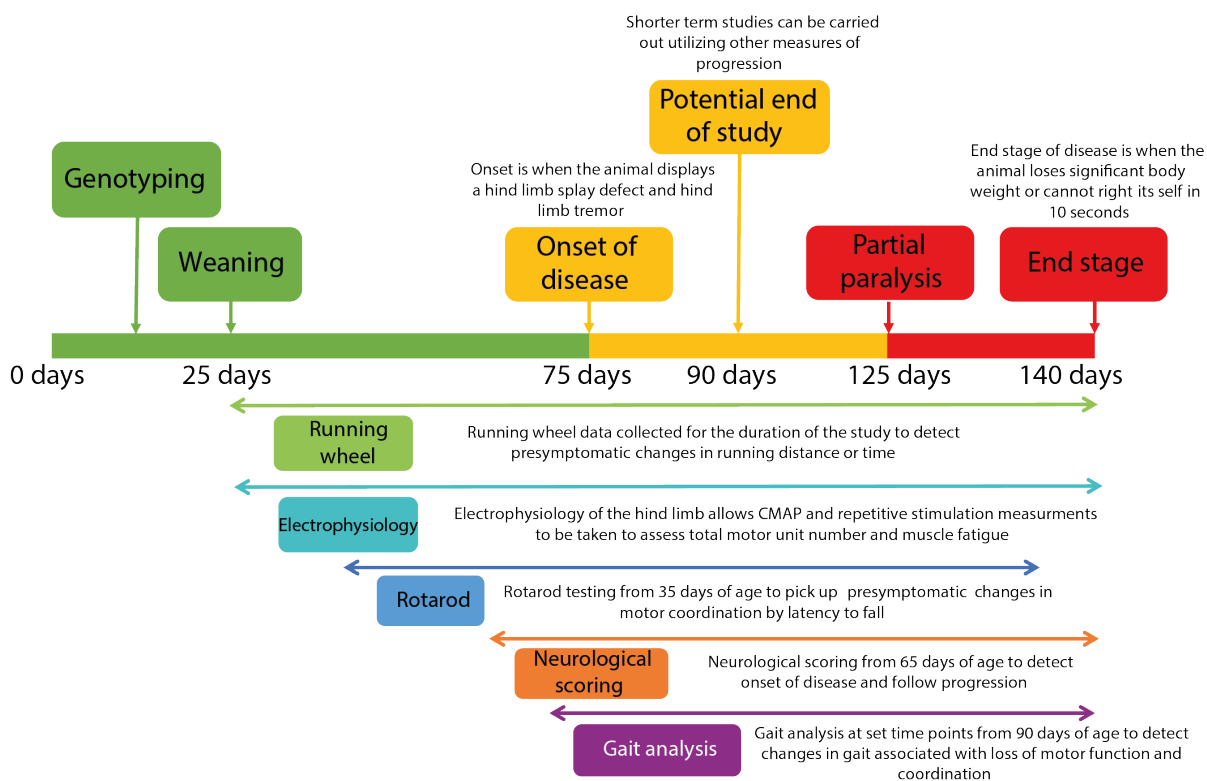 Shorter term studies can be carried
out utilizing other measures of
progression
Potential end
of study
Genotyping
Onset is when the animal displays
a hind limb splay defect and hind
limb tremor
End stage of disease is when the
animal loses significant body
weight or cannot right its self in
10 seconds
Weaning
Onset of
disease
Partial
paralysis
End stage
0 days
25 days
75 days
90 days
125 days
140 days
Running
wheel
Running wheel data collected for the duration of the study to detect
presymptomatic changes in running distance or time
Electrophysiology
Electrophysiology of the hind limb allows CMAP and repetitive stimulation measurments
to be taken to assess total motor unit number and muscle fatigue
Rotarod
Rotarod testing from 35 days of age to pick up presymptomatic changes in
motor coordination by latency to fall
Neurological
scoring
Neurological scoring from 65 days of age to detect
onset of disease and follow progression
Gait analysis
Gait analysis at set time points from 90 days of age to detect
changes in gait associated with loss of motor function and
coordination